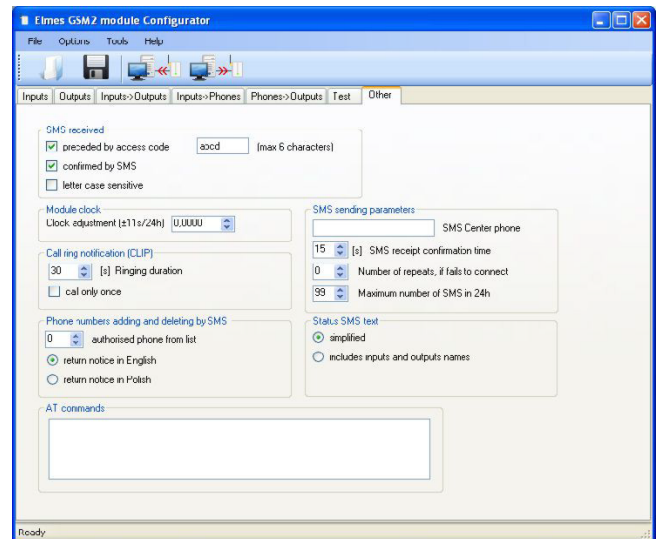 Elmes GSM2 module Configurator
File Options Tools Help
Inputs Outputs Inputs->Outputs Inputs->Phones Phones->Outputs Test Other
SMS received
preceded by access code abcd (max 6 characters)
confirmed by SMS
letter case sensitive
Module clock
Clock adjustment (±11s/24h) 0,0000
Call ring notification (CLIP)
30 [s] Ringing duration
call only once
Phone numbers adding and deleting by SMS
0 authorised phone from list
return notice in English
return notice in Polish
SMS sending parameters
SMS Center phone
15 [s] SMS receipt confirmation time
0 Number of repeats, if fails to connect
99 Maximum number of SMS in 24h
Status SMS text
simplified
includes inputs and outputs names
AT commands
Ready